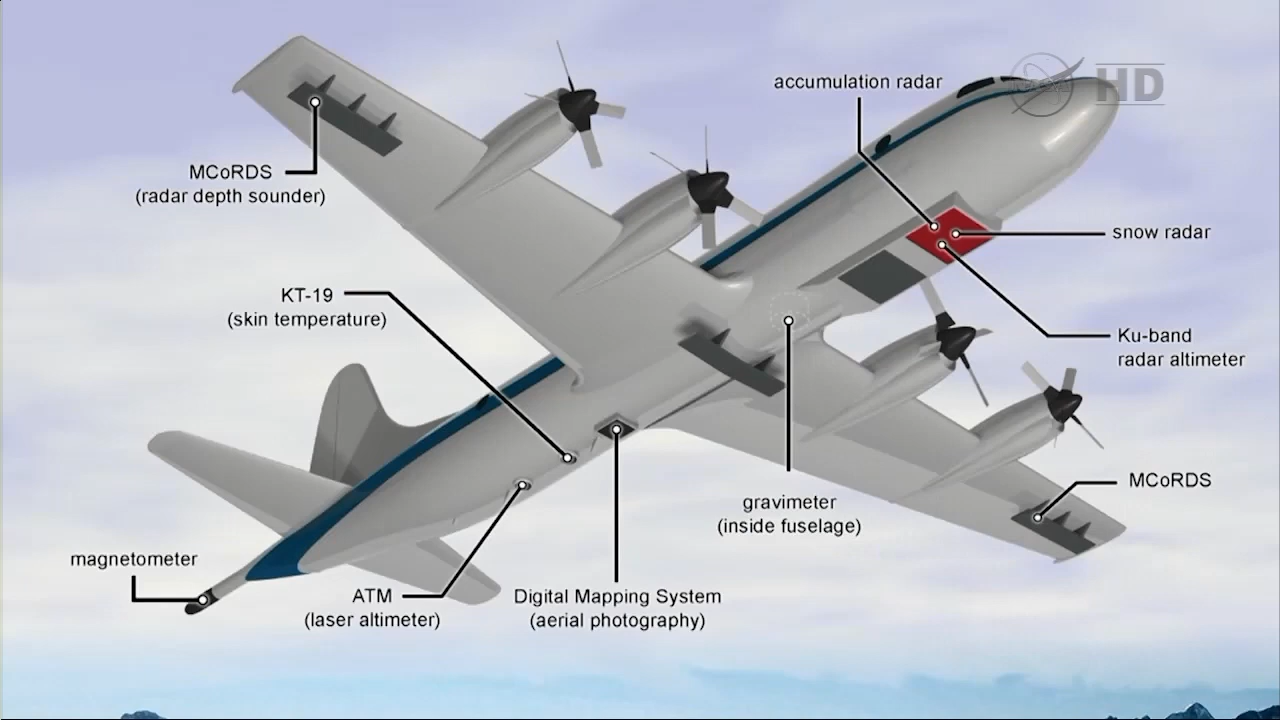 HD
accumulation radar
MCoRDS
(radar depth sounder)
snow radar
KT-19
(skin temperature)
Ku-band
radar altimeter
MCoRDS
gravimeter
(inside fuselage)
magnetometer
ATM
(laser altimeter)
Digital Mapping System
(aerial photography)